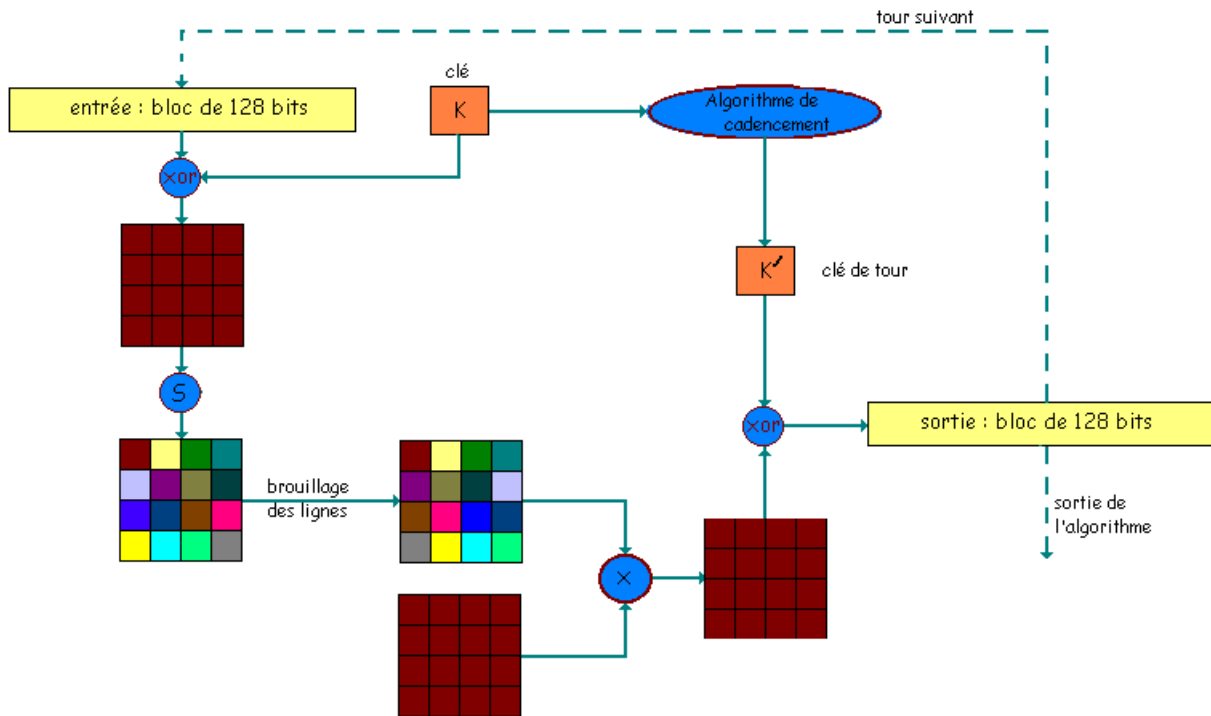 tour suivant
clé
entrée : bloc de 128 bits
K
Algorithme de
cadencement
xor
K'
clé de tour
S
xor
sortie : bloc de 128 bits
brouillage
des lignes
sortie de
l'algorithme
X